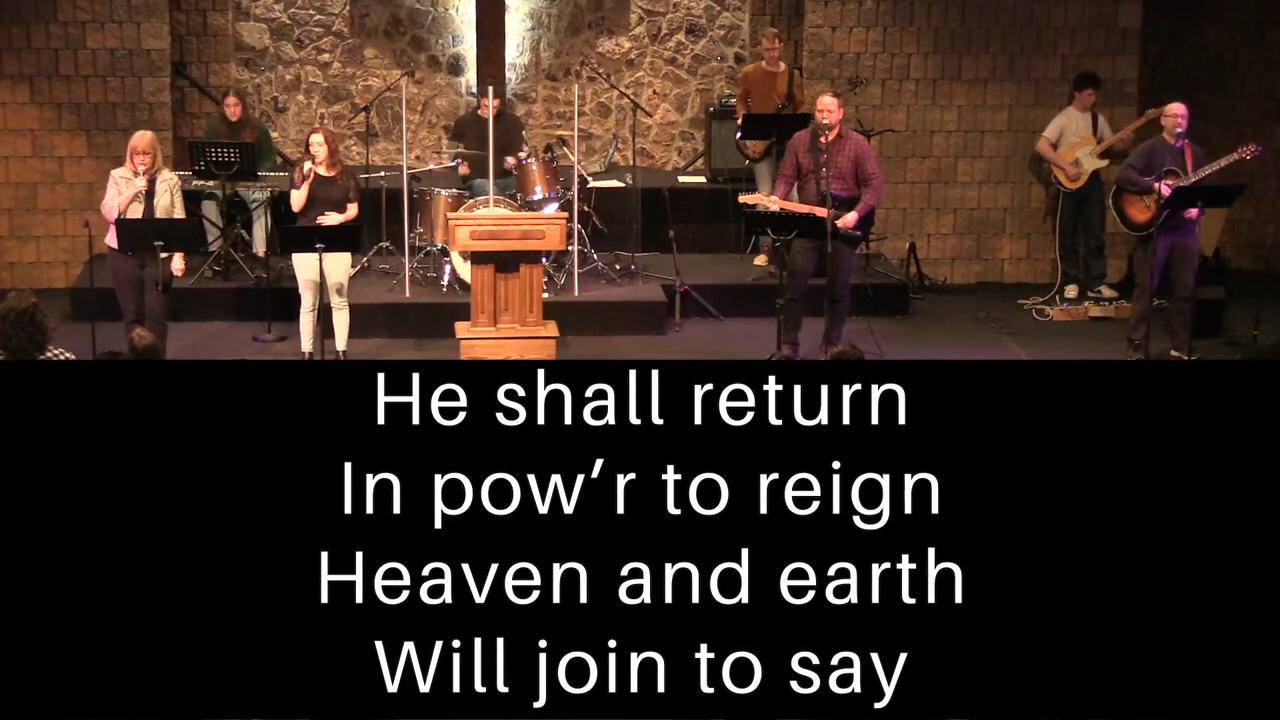 He shall return
In pow’r to reign
Heaven and earth
Will join to say